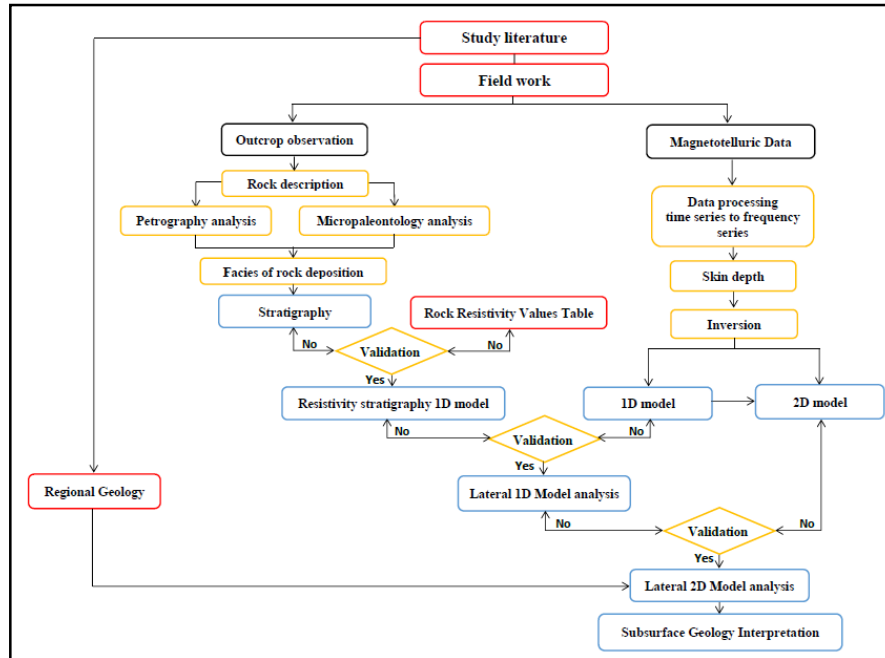 Study literature
Field work
Outcrop observation
Magnetotelluric Data
Rock description
Petrography analysis
Micropaleontology analysis
Data processing
time series to frequency
series
Facies of rock deposition
Skin depth
Stratigraphy
Rock Resistivity Values Table
Inversion
No
Validation
No
Yes
Resistivity stratigraphy 1D model
1D model
2D model
No
Validation
No
Yes
Regional Geology
Lateral 1D Model analysis
No
Validation
No
Yes
Lateral 2D Model analysis
Subsurface Geology Interpretation